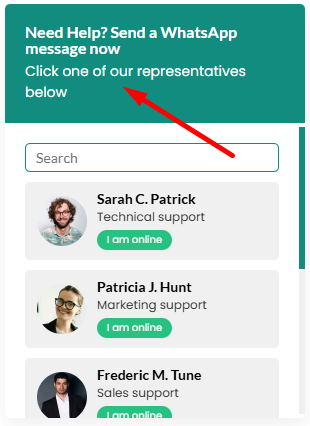 Need Help? Send a WhatsApp
message now
Click one of our representatives
below
Search
Sarah C. Patrick
Technical support
I am online
Patricia J. Hunt
Marketing support
I am online
Frederic M. Tune
Sales support
I am online